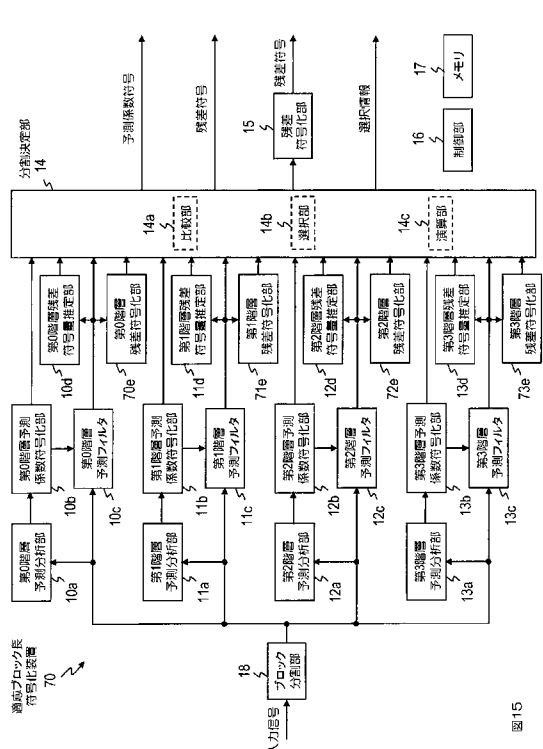 適応ブロック長
符号化装置
70
入力信号
18
ブロック
分割部
第0階層
予測分析部
10a
第0階層予測
係数符号化部
10b
第0階層
予測フィルタ
10c
第0階層残差
符号量推定部
10d
第0階層
残差符号化部
70e
第1階層
予測分析部
11a
第1階層予測
係数符号化部
11b
第1階層
予測フィルタ
11c
第1階層残差
符号量推定部
11d
第1階層
残差符号化部
71e
第2階層
予測分析部
12a
第2階層予測
係数符号化部
12b
第2階層
予測フィルタ
12c
第2階層残差
符号量推定部
12d
第2階層
残差符号化部
72e
第3階層
予測分析部
13a
第3階層予測
係数符号化部
13b
第3階層
予測フィルタ
13c
第3階層残差
符号量推定部
13d
第3階層
残差符号化部
73e
分割決定部
14
14a
比較部
14b
選択部
14c
演算部
予測係数符号
残差符号
15
残差
符号化部
残差符号
選択情報
16
制御部
17
メモリ
図15